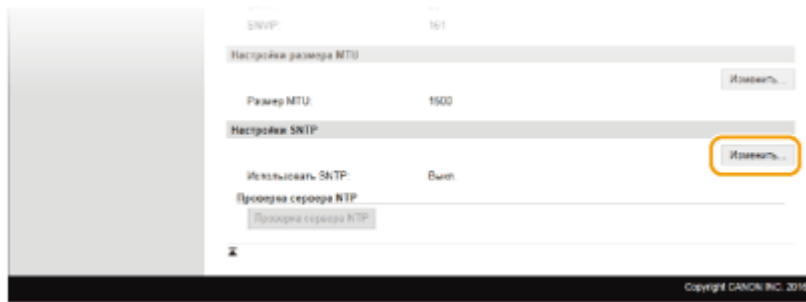 SNMP: 161
Настройки размера MTU
Изменить...
Размер MTU: 1500
Настройки SNTP
Изменить...
Использовать SNTP: Выкл.
Проверка сервера NTP
Проверка сервера NTP
Copyright CANON INC. 2016